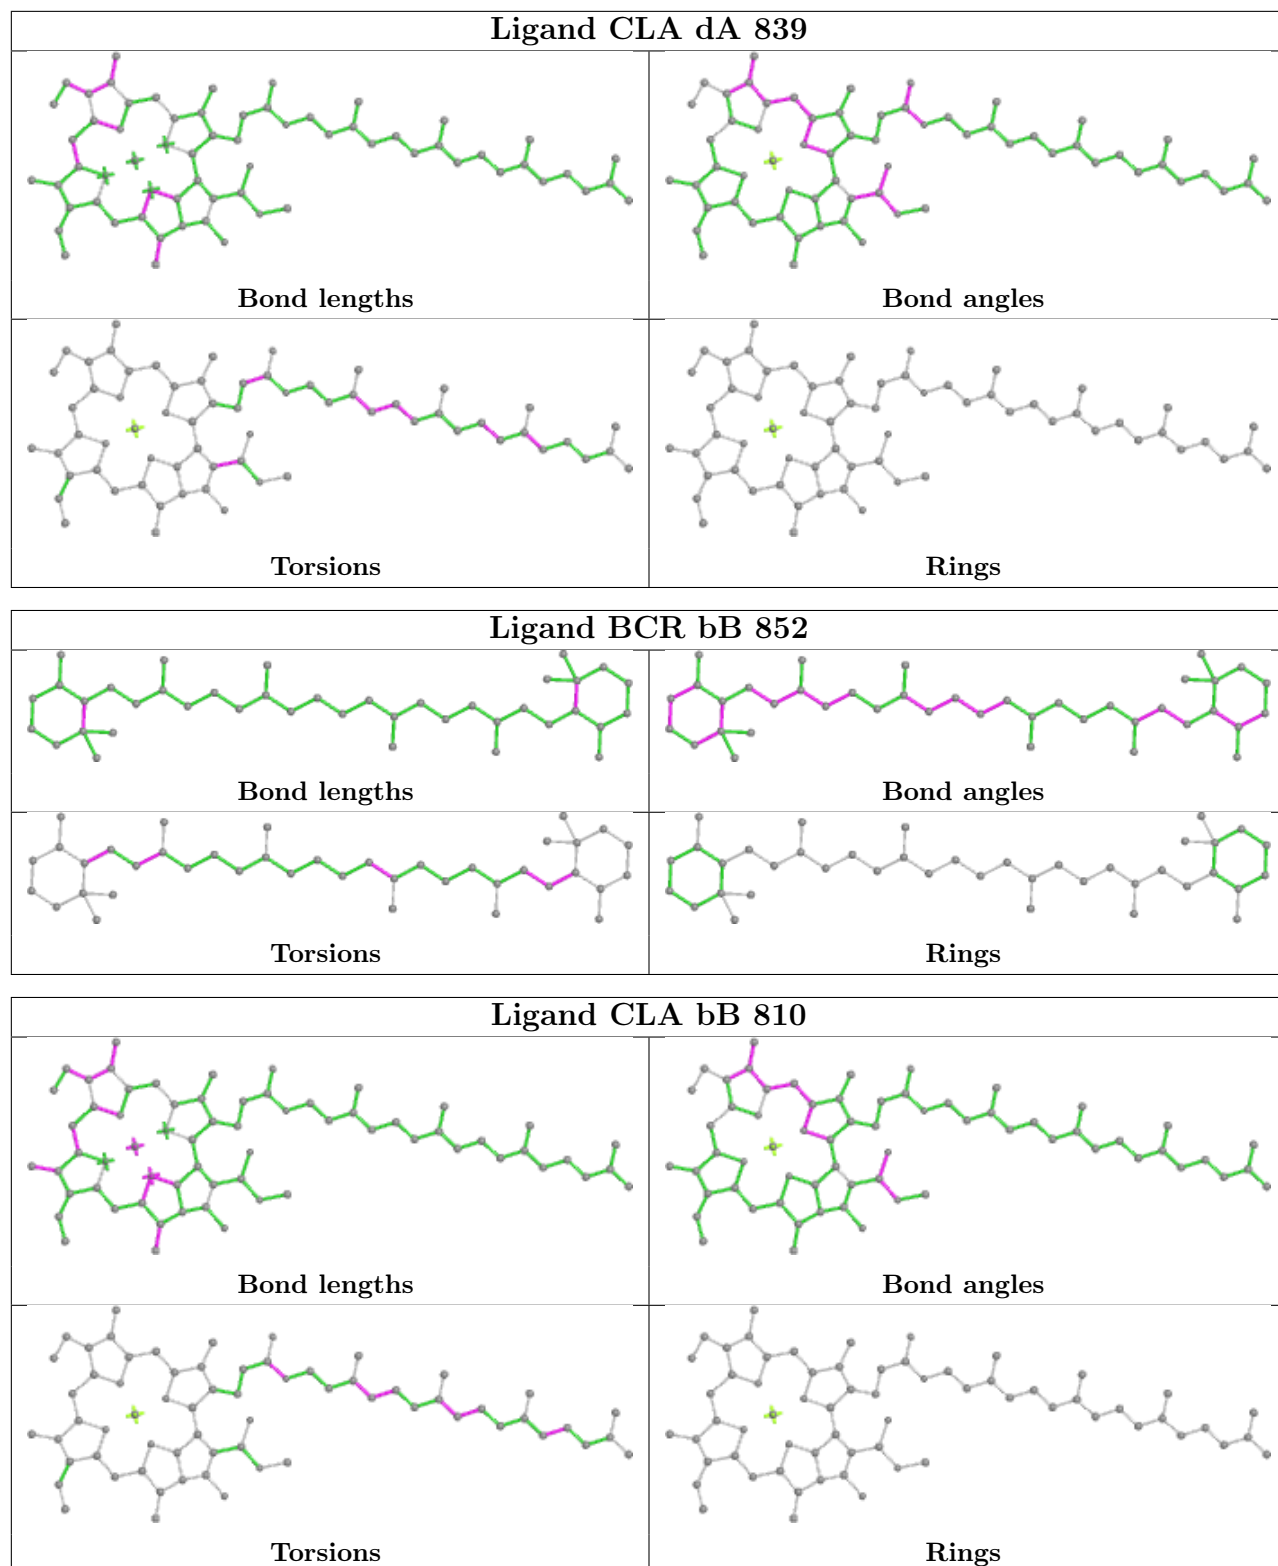 Ligand CLA dA 839
Bond lengths
Bond angles
Torsions
Rings
Ligand BCR bB 852
Bond lengths
Bond angles
Torsions
Rings
Ligand CLA bB 810
Bond lengths
Bond angles
Torsions
Rings